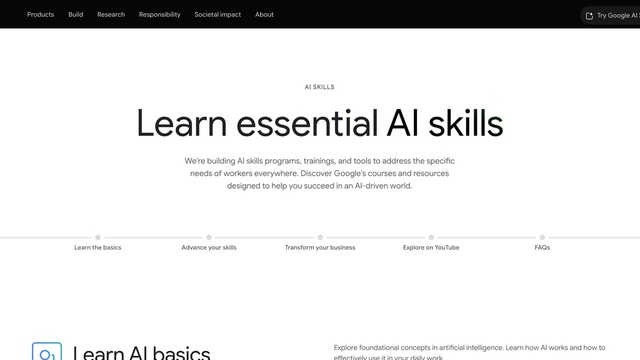 Products Build Research Responsibility Societal impact About Try Google AI
AI SKILLS
Learn essential AI skills
We're building AI skills programs, trainings, and tools to address the specific
needs of workers everywhere. Discover Google's courses and resources
designed to help you succeed in an AI-driven world.
Learn the basics Advance your skills Transform your business Explore on YouTube FAQs
Learn AI basics
Explore foundational concepts in artificial intelligence. Learn how AI works and how to
effectively use it in your daily work.